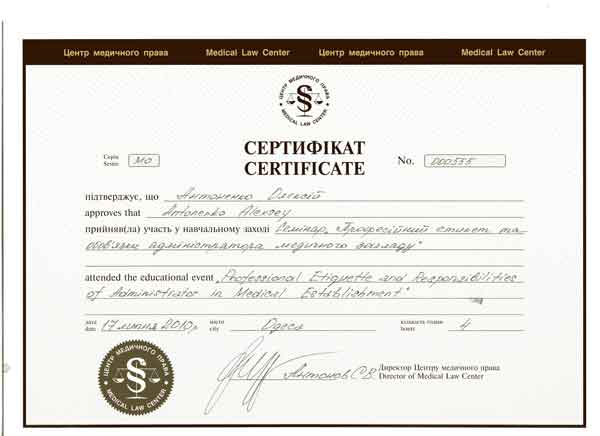 Центр медичного права Medical Law Center Центр медичного права Medical Law Center
ЦЕНТР МЕДИЧНОГО ПРАВА
MEDICAL LAW CENTER
СЕРТИФІКАТ
CERTIFICATE
Серія
Series МО
No. 000535
підтверджує, що Антоненко Олексій
approves that Antonenko Alexey
прийняв(ла) участь у навчальному заході Семінар „Професійний етикет та
обов'язки адміністратора медичного закладу"
attended the educational event „Professional Etiquette and Responsibilities
of Administrator in Medical Establishment"
дата місто кількість годин
date 17 липня 2010р. city Одеса hours 4
ЦЕНТР МЕДИЧНОГО ПРАВА
MEDICAL LAW CENTER
Антонов С.В. Директор Центру медичного права
Director of Medical Law Center